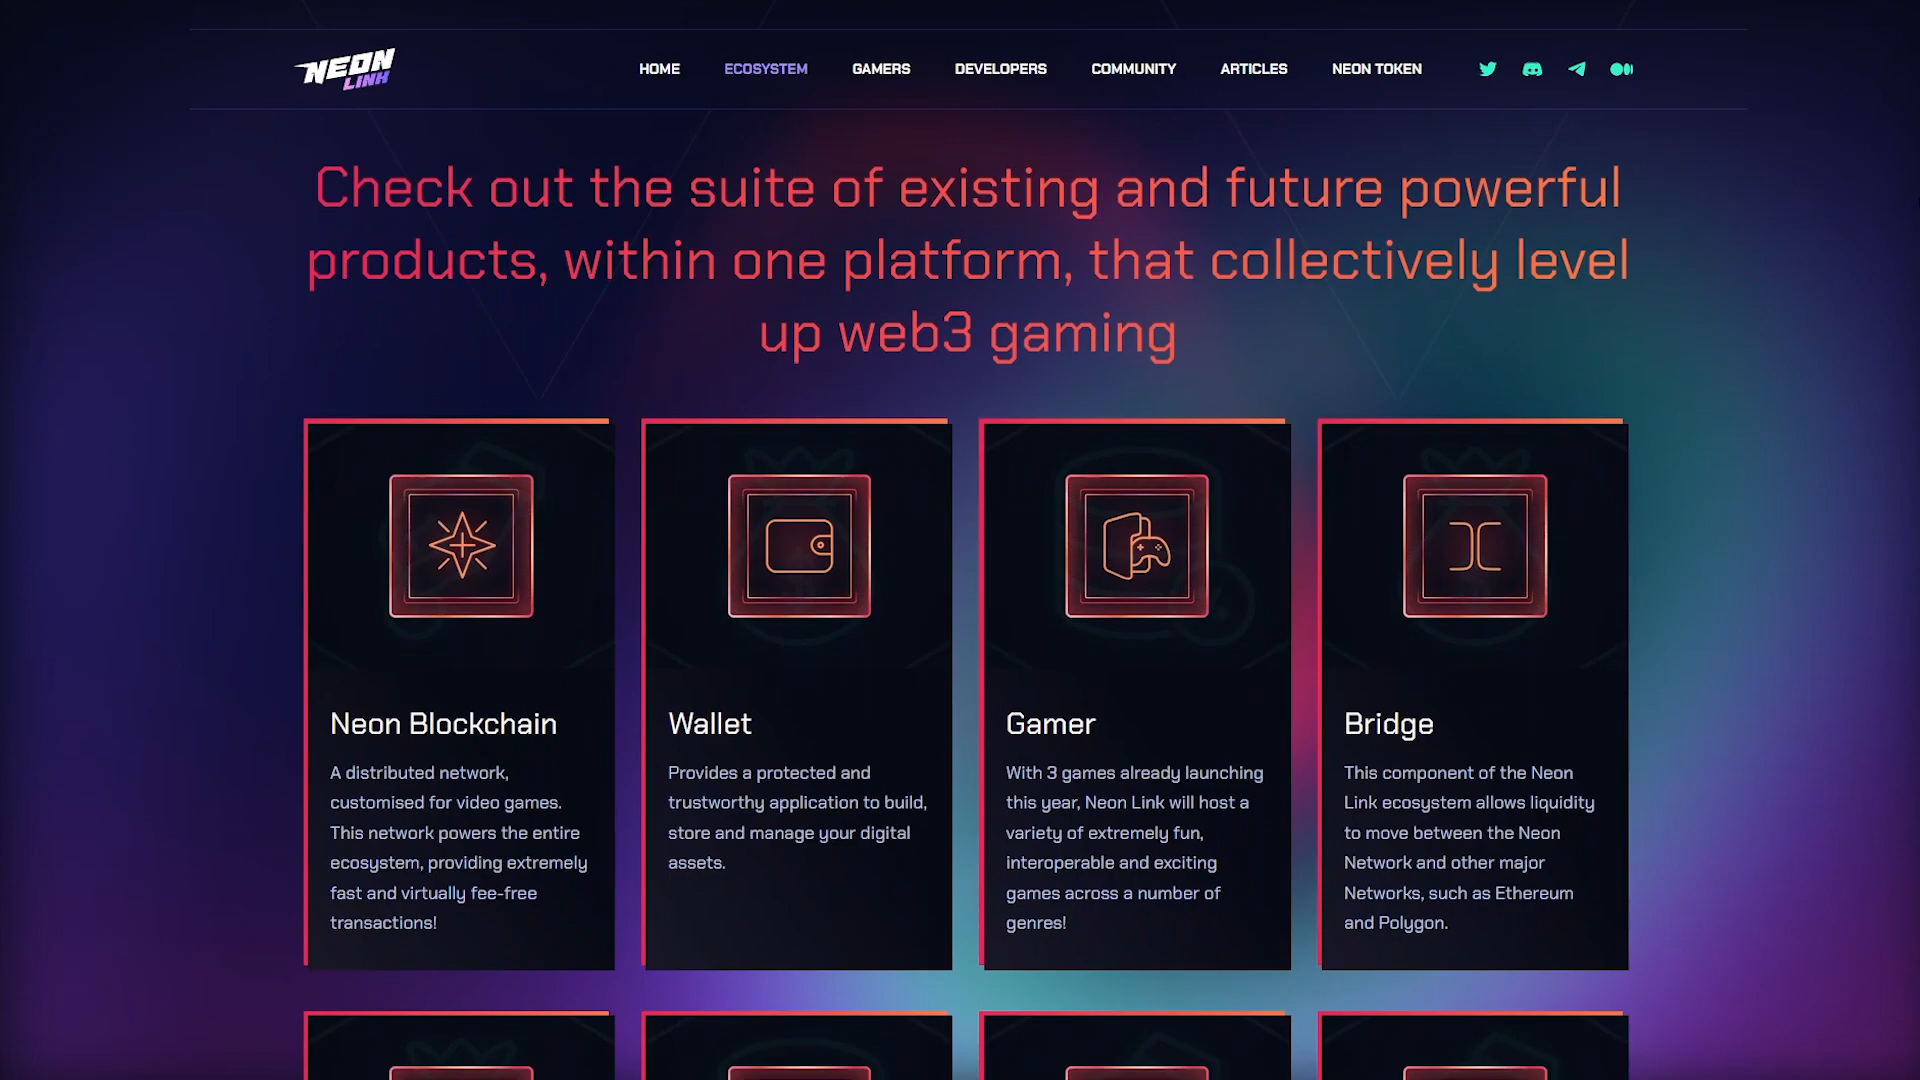 NEON
LINK
HOME ECOSYSTEM GAMERS DEVELOPERS COMMUNITY ARTICLES NEON TOKEN
Check out the suite of existing and future powerful
products, within one platform, that collectively level
up web3 gaming
Neon Blockchain
A distributed network,
customised for video games.
This network powers the entire
ecosystem, providing extremely
fast and virtually fee-free
transactions!
Wallet
Provides a protected and
trustworthy application to build,
store and manage your digital
assets.
Gamer
With 3 games already launching
this year, Neon Link will host a
variety of extremely fun,
interoperable and exciting
games across a number of
genres!
Bridge
This component of the Neon
Link ecosystem allows liquidity
to move between the Neon
Network and other major
Networks, such as Ethereum
and Polygon.